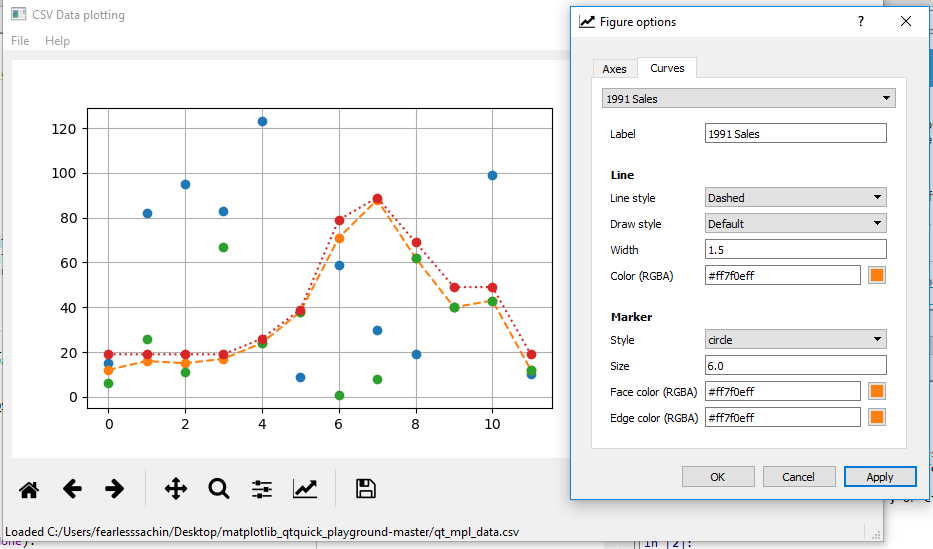 CSV Data plotting
File Help
120
100
80
60
40
20
0
0 2 4 6 8 10
Loaded C:/Users/fearlesssachin/Desktop/matplotlib_qtquick_playground-master/qt_mpl_data.csv
Figure options
?
Axes Curves
1991 Sales
Label 1991 Sales
Line
Line style Dashed
Draw style Default
Width 1.5
Color (RGBA) #ff7f0eff
Marker
Style circle
Size 6.0
Face color (RGBA) #ff7f0eff
Edge color (RGBA) #ff7f0eff
OK Cancel Apply
In [2]: